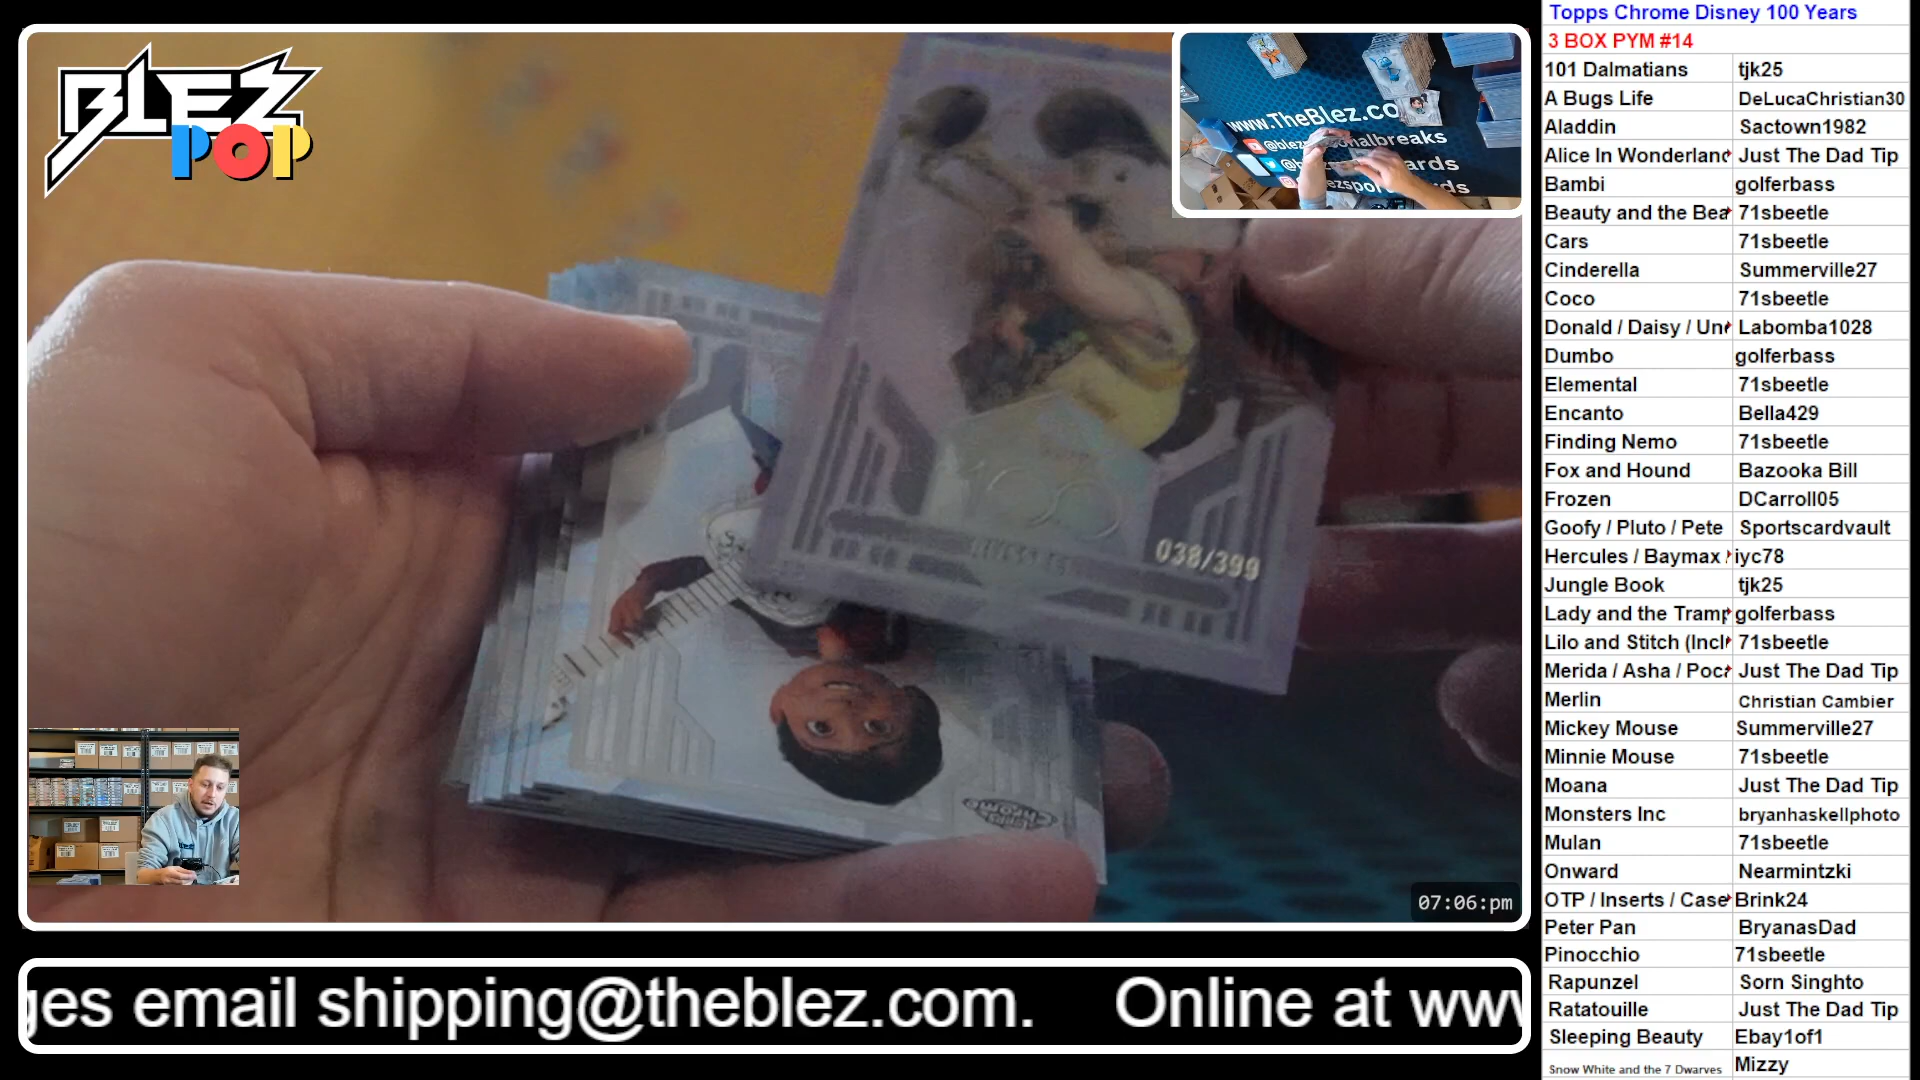 BLEZ
POP
www.TheBlez.co
038/399
07:06:pm
ges email shipping@theblez.com. Online at www
Topps Chrome Disney 100 Years
3 BOX PYM #14
101 Dalmatians tjk25
A Bugs Life DeLucaChristian30
Aladdin Sactown1982
Alice In Wonderland Just The Dad Tip
Bambi golferbass
Beauty and the Bea 71sbeetle
Cars 71sbeetle
Cinderella Summerville27
Coco 71sbeetle
Donald / Daisy / Un Labomba1028
Dumbo golferbass
Elemental 71sbeetle
Encanto Bella429
Finding Nemo 71sbeetle
Fox and Hound Bazooka Bill
Frozen DCarroll05
Goofy / Pluto / Pete Sportscardvault
Hercules / Baymax / iyc78
Jungle Book tjk25
Lady and the Tramp golferbass
Lilo and Stitch (Incl 71sbeetle
Merida / Asha / Poca Just The Dad Tip
Merlin Christian Cambier
Mickey Mouse Summerville27
Minnie Mouse 71sbeetle
Moana Just The Dad Tip
Monsters Inc bryanhaskellphoto
Mulan 71sbeetle
Onward Nearmintzki
OTP / Inserts / Case Brink24
Peter Pan BryanasDad
Pinocchio 71sbeetle
Rapunzel Sorn Singhto
Ratatouille Just The Dad Tip
Sleeping Beauty Ebay1of1
Snow White and the 7 Dwarves Mizzy